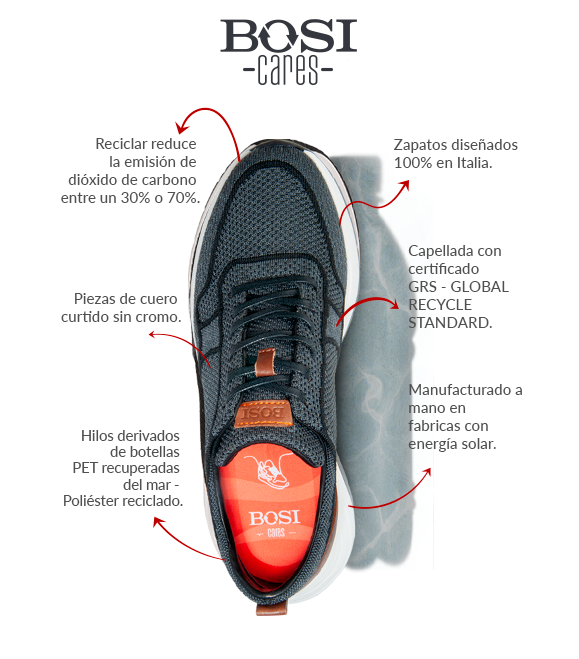 BOSI
cares
Reciclar reduce
la emisión de
dióxido de carbono
entre un 30% o 70%.
Zapatos diseñados
100% en Italia.
Capellada con
certificado
GRS - GLOBAL
RECYCLE
STANDARD.
Piezas de cuero
curtido sin cromo.
Manufacturado a
mano en
fabricas con
energía solar.
Hilos derivados
de botellas
PET recuperadas
del mar -
Poliéster reciclado.
BOSI
BOSI
cares